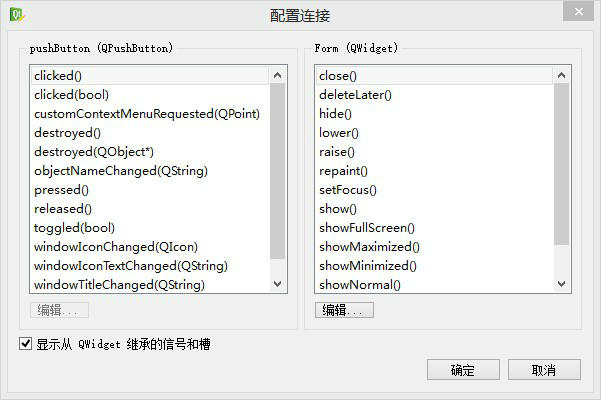 配置连接
pushButton (QPushButton)
clicked()
clicked(bool)
customContextMenuRequested(QPoint)
destroyed()
destroyed(QObject*)
objectNameChanged(QString)
pressed()
released()
toggled(bool)
windowIconChanged(QIcon)
windowIconTextChanged(QString)
windowTitleChanged(QString)
编辑...
Form (QWidget)
close()
deleteLater()
hide()
lower()
raise()
repaint()
setFocus()
show()
showFullScreen()
showMaximized()
showMinimized()
showNormal()
编辑...
显示从 QWidget 继承的信号和槽
确定
取消